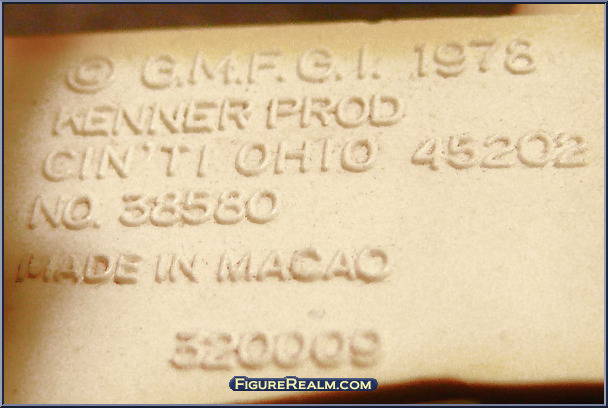 © G.M.F.G.I. 1978
KENNER PROD
CIN'TI OHIO 45202
NO. 38580
MADE IN MACAO
320009
FIGUREREALM.COM